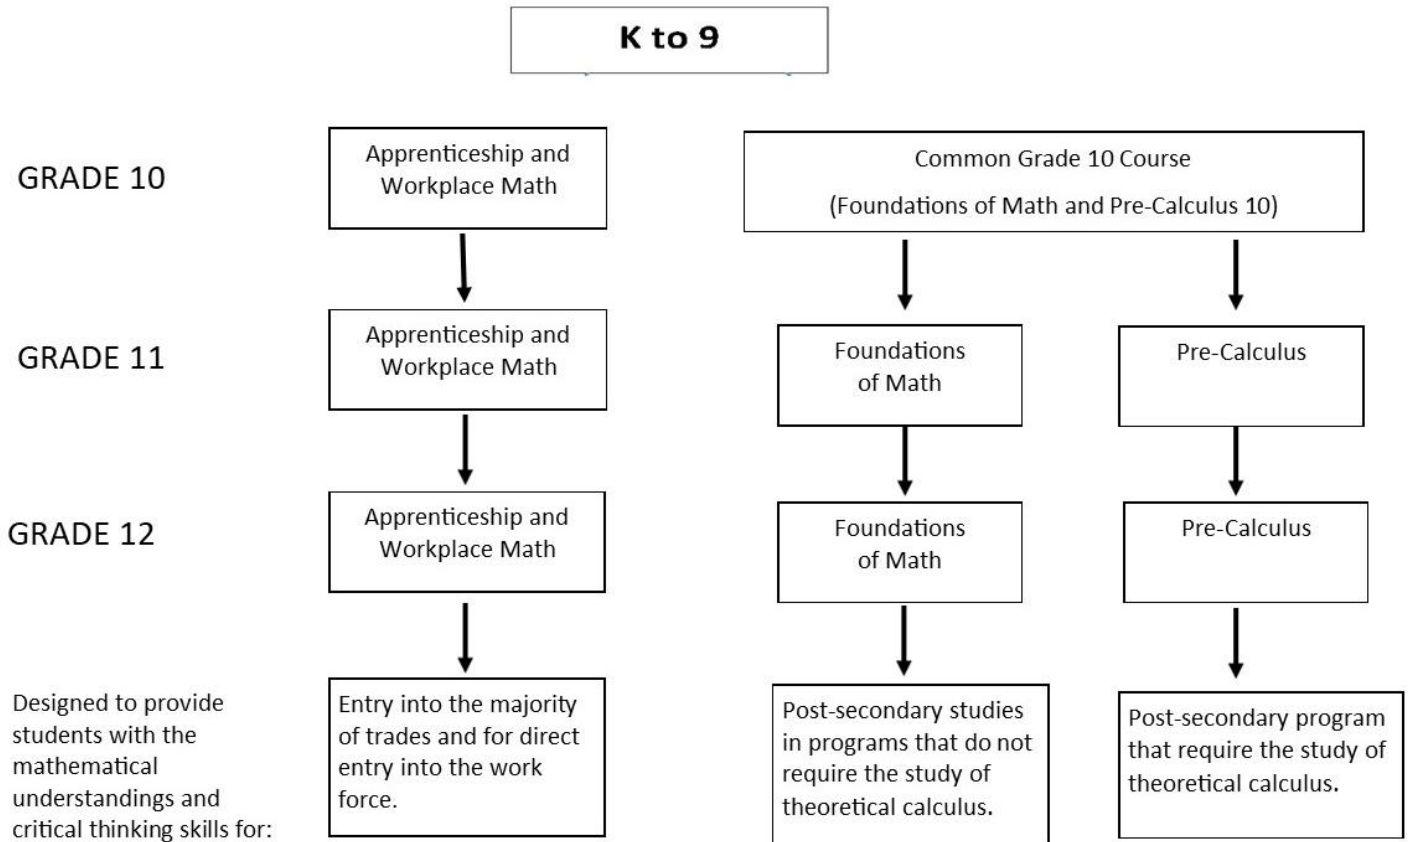 K to 9
GRADE 10
Apprenticeship and
Workplace Math
Common Grade 10 Course
(Foundations of Math and Pre-Calculus 10)
GRADE 11
Apprenticeship and
Workplace Math
Foundations
of Math
Pre-Calculus
GRADE 12
Apprenticeship and
Workplace Math
Foundations
of Math
Pre-Calculus
Designed to provide
students with the
mathematical
understandings and
critical thinking skills for:
Entry into the majority
of trades and for direct
entry into the work
force.
Post-secondary studies
in programs that do not
require the study of
theoretical calculus.
Post-secondary program
that require the study of
theoretical calculus.